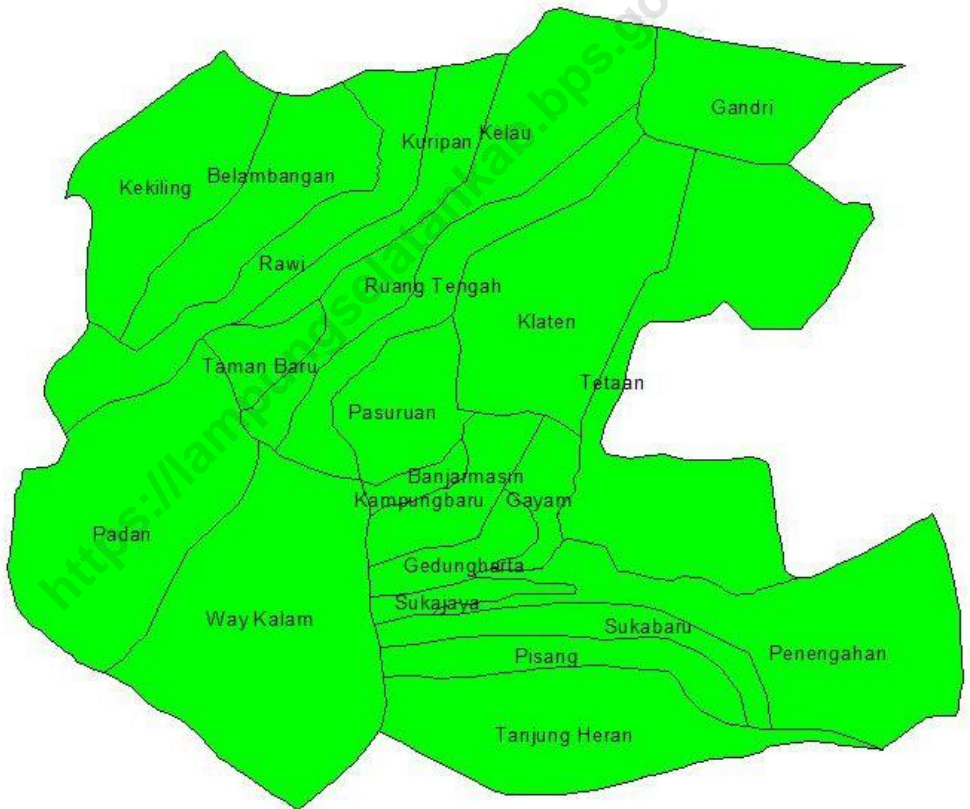 Gandri
Kelau
Kuripan
Belambangan
Kekiling
Rawi
Ruang Tengah
Klaten
Taman Baru
Tetaan
Pasuruan
Banjarmasin
Kampungbaru
Gayam
Padan
Gedungharta
Sukajaya
Way Kalam
Sukabaru
Pisang
Penengahan
Tanjung Heran
https://lampungselatankab.bps.go